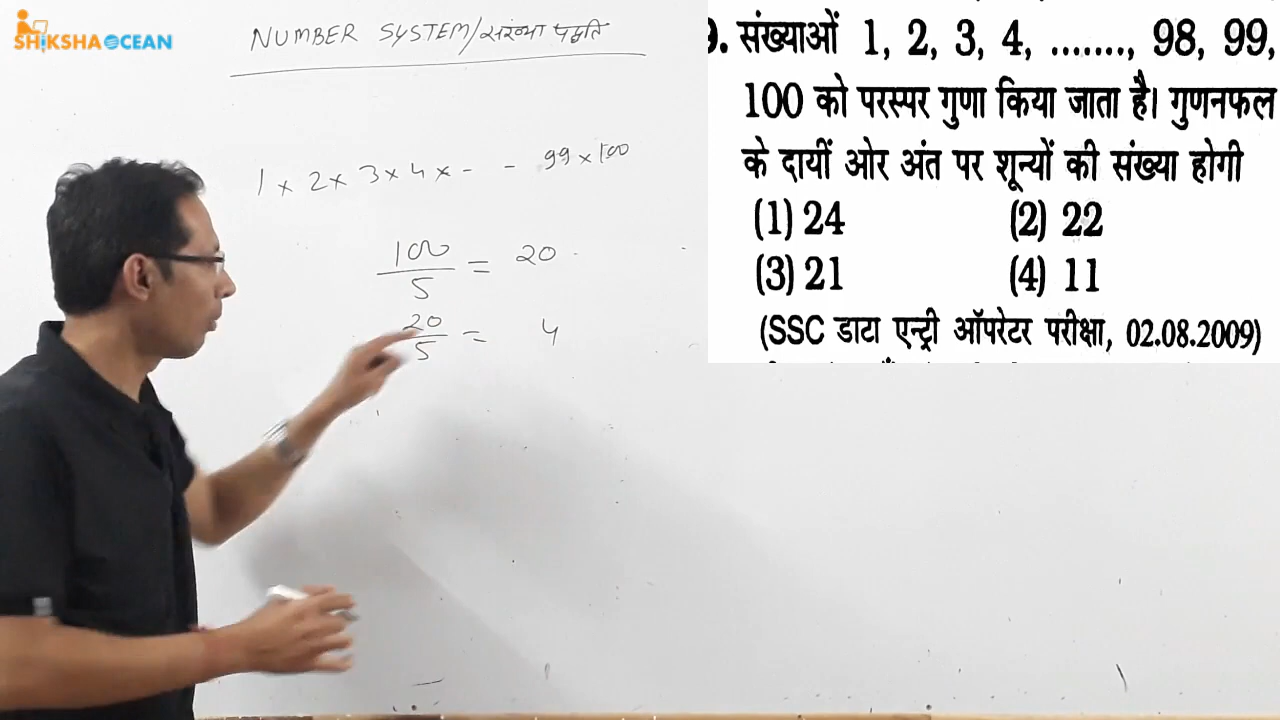 SHIKSHA OCEAN
NUMBER SYSTEM/संख्या पद्धति
1 x 2 x 3 x 4 x - - 99 x 100
100
5
= 20
20
5
= 4
9. संख्याओं 1, 2, 3, 4, ......., 98, 99,
100 को परस्पर गुणा किया जाता है। गुणनफल
के दायीं ओर अंत पर शून्यों की संख्या होगी
(1) 24 (2) 22
(3) 21 (4) 11
(SSC डाटा एन्ट्री ऑपरेटर परीक्षा, 02.08.2009)